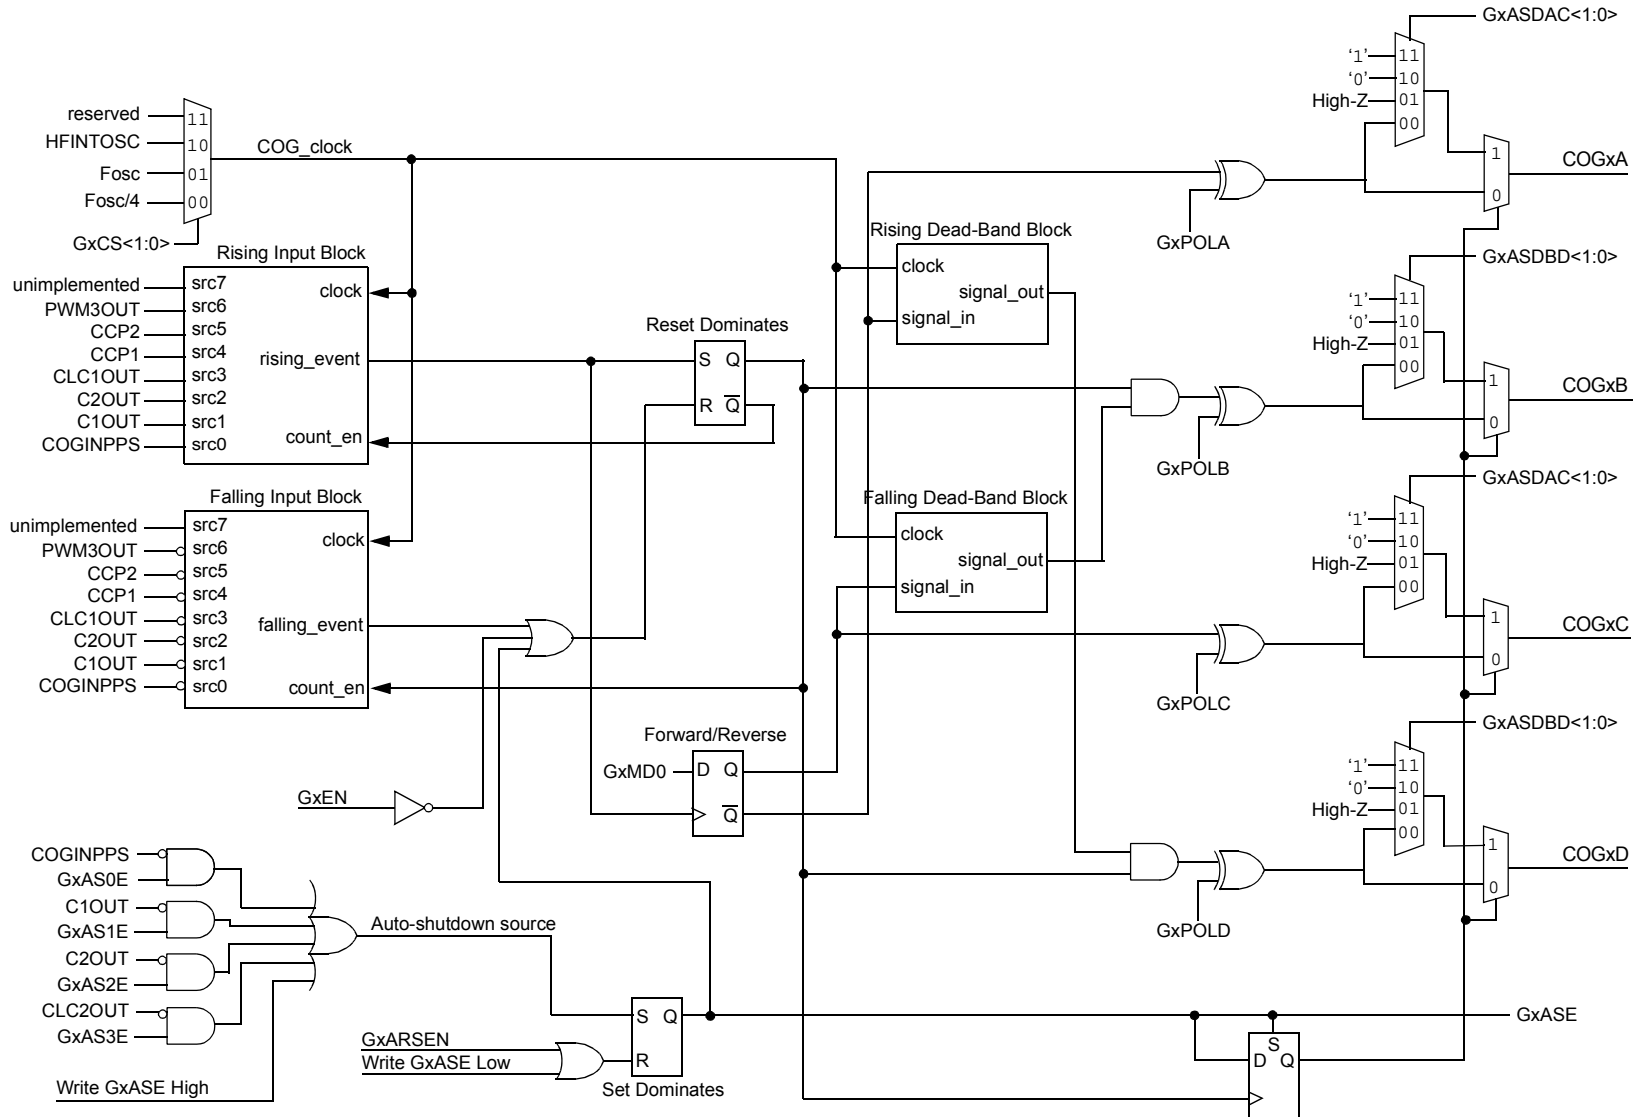 GxASDAC<1:0>
‘1’
11
‘0’
10
High-Z
01
00
1
0
COGxA
GxPOLA
reserved
11
HFINTOSC
10
Fosc
01
Fosc/4
00
GxCS<1:0>
COG_clock
Rising Input Block
unimplemented
src7
PWM3OUT
src6
CCP2
src5
CCP1
src4
CLC1OUT
src3
C2OUT
src2
C1OUT
src1
COGINPPS
src0
clock
rising_event
count_en
Reset Dominates
S Q
R Q
Rising Dead-Band Block
clock
signal_out
signal_in
GxASDBD<1:0>
‘1’
11
‘0’
10
High-Z
01
00
1
0
COGxB
GxPOLB
Falling Input Block
unimplemented
src7
PWM3OUT
src6
CCP2
src5
CCP1
src4
CLC1OUT
src3
C2OUT
src2
C1OUT
src1
COGINPPS
src0
clock
falling_event
count_en
Falling Dead-Band Block
clock
signal_out
signal_in
GxASDAC<1:0>
‘1’
11
‘0’
10
High-Z
01
00
1
0
COGxC
GxPOLC
Forward/Reverse
GxMD0
D Q
Q
GxEN
GxASDBD<1:0>
‘1’
11
‘0’
10
High-Z
01
00
1
0
COGxD
GxPOLD
COGINPPS
GxAS0E
C1OUT
GxAS1E
C2OUT
GxAS2E
CLC2OUT
GxAS3E
Write GxASE High
Auto-shutdown source
GxARSEN
Write GxASE Low
S Q
R
Set Dominates
GxASE
S
D Q